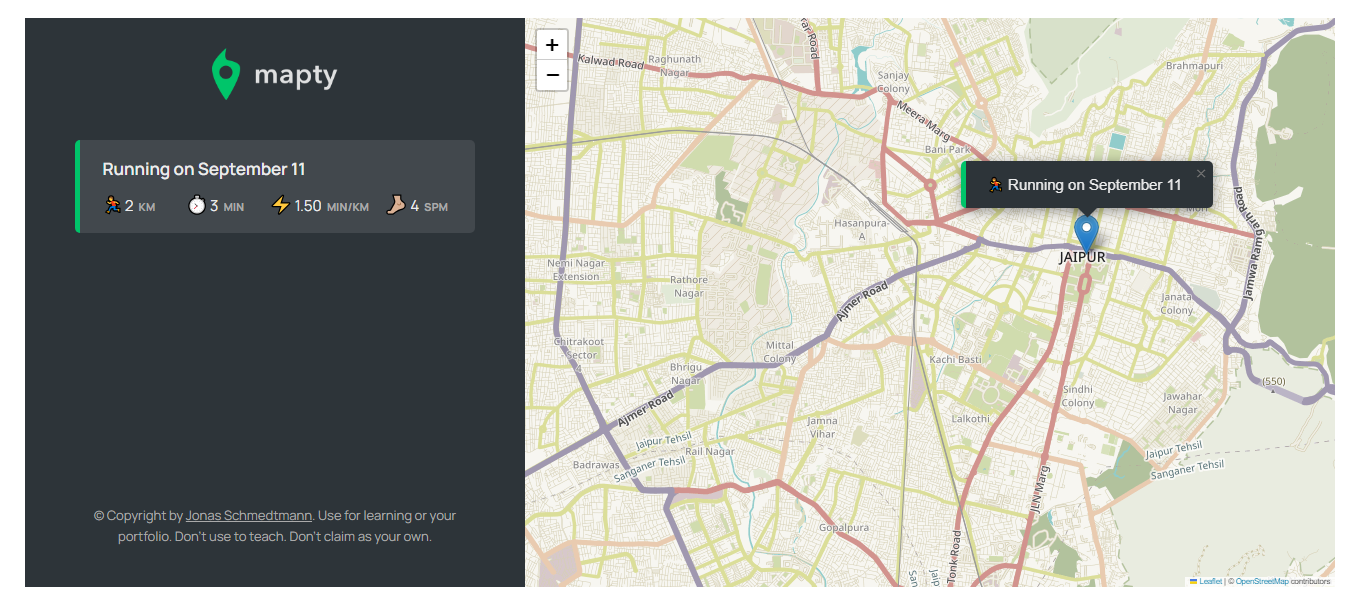 mapty
Running on September 11
2 KM
3 MIN
1.50 MIN/KM
4 SPM
© Copyright by Jonas Schmedtmann. Use for learning or your
portfolio. Don't use to teach. Don't claim as your own.
+
−
Kalwad Road
Raghunath
Nagar
Road
Sanjay
Colony
Brahmapuri
Meera Marg
Bani Park
Running on September 11
×
Hasanpura-
A
JAIPUR
Jamwa Ramgarh Road
Nemi Nagar
Extension
Rathore
Nagar
Ajmer Road
Janata
Colony
Chitrakoot
Sector
4
Mittal
Colony
Kachi Basti
Bhrigu
Nagar
(550)
Sindhi
Colony
Jawahar
Nagar
Ajmer Road
Jamna
Vihar
Lalkothi
Jaipur Tehsil
Sanganer Tehsil
Rail Nagar
Badrawas
Jaipur Tehsil
Sanganer Tehsil
JLN Marg
Gopalpura
Tonk Road
Leaflet | © OpenStreetMap contributors